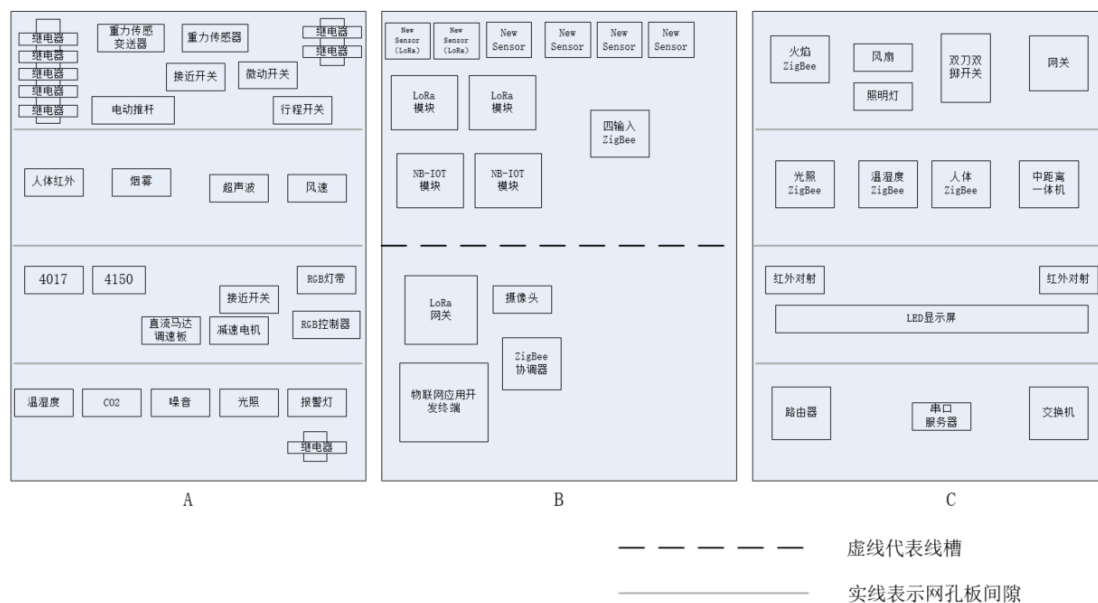 继电器
继电器
继电器
继电器
继电器
重力传感
变送器
重力传感器
继电器
继电器
接近开关
微动开关
电动推杆
行程开关
人体红外
烟雾
超声波
风速
4017
4150
RGB灯带
接近开关
直流马达
调速板
减速电机
RGB控制器
温湿度
CO2
噪音
光照
报警灯
继电器
A
New
Sensor
(LoRa)
New
Sensor
(LoRa)
New
Sensor
New
Sensor
New
Sensor
New
Sensor
LoRa
模块
LoRa
模块
四输入
ZigBee
NB-IOT
模块
NB-IOT
模块
LoRa
网关
摄像头
ZigBee
协调器
物联网应用开
发终端
B
火焰
ZigBee
风扇
照明灯
双刀双
掷开关
网关
光照
ZigBee
温湿度
ZigBee
人体
ZigBee
中距离
一体机
红外对射
红外对射
LED显示屏
路由器
串口
服务器
交换机
C
虚线代表线槽
实线表示网孔板间隙